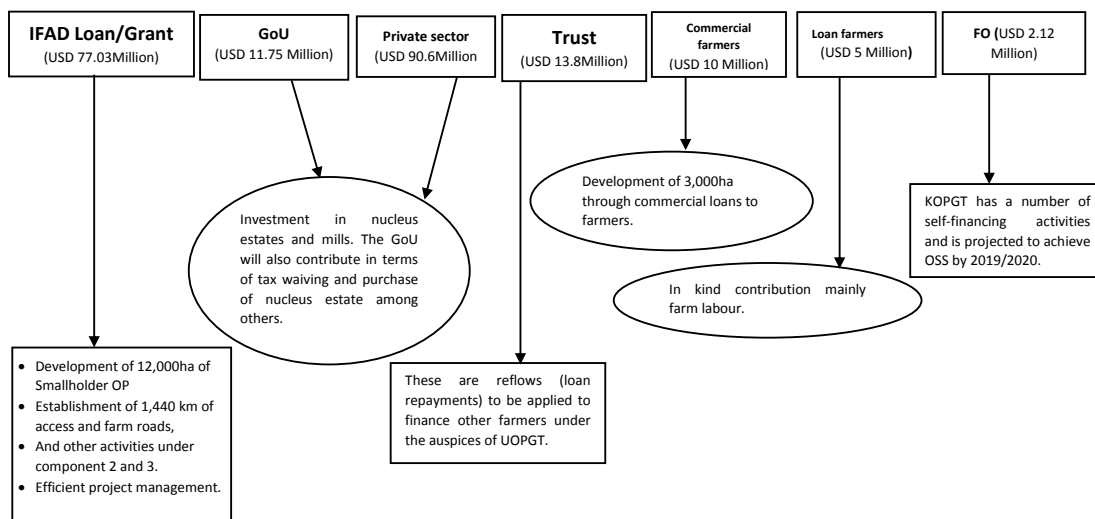 IFAD Loan/Grant
(USD 77.03Million)
GoU
(USD 11.75 Million)
Private sector
(USD 90.6Million
Trust
(USD 13.8Million)
Commercial
farmers
(USD 10 Million)
Loan farmers
(USD 5 Million)
FO (USD 2.12
Million)
Investment in nucleus
estates and mills. The GoU
will also contribute in terms
of tax waiving and purchase
of nucleus estate among
others.
Development of 3,000ha
through commercial loans to
farmers.
KOPGT has a number of
self-financing activities
and is projected to achieve
OSS by 2019/2020.
In kind contribution mainly
farm labour.
• Development of 12,000ha of
Smallholder OP
• Establishment of 1,440 km of
access and farm roads,
• And other activities under
component 2 and 3.
• Efficient project management.
These are reflows (loan
repayments) to be applied to
finance other farmers under
the auspices of UOPGT.